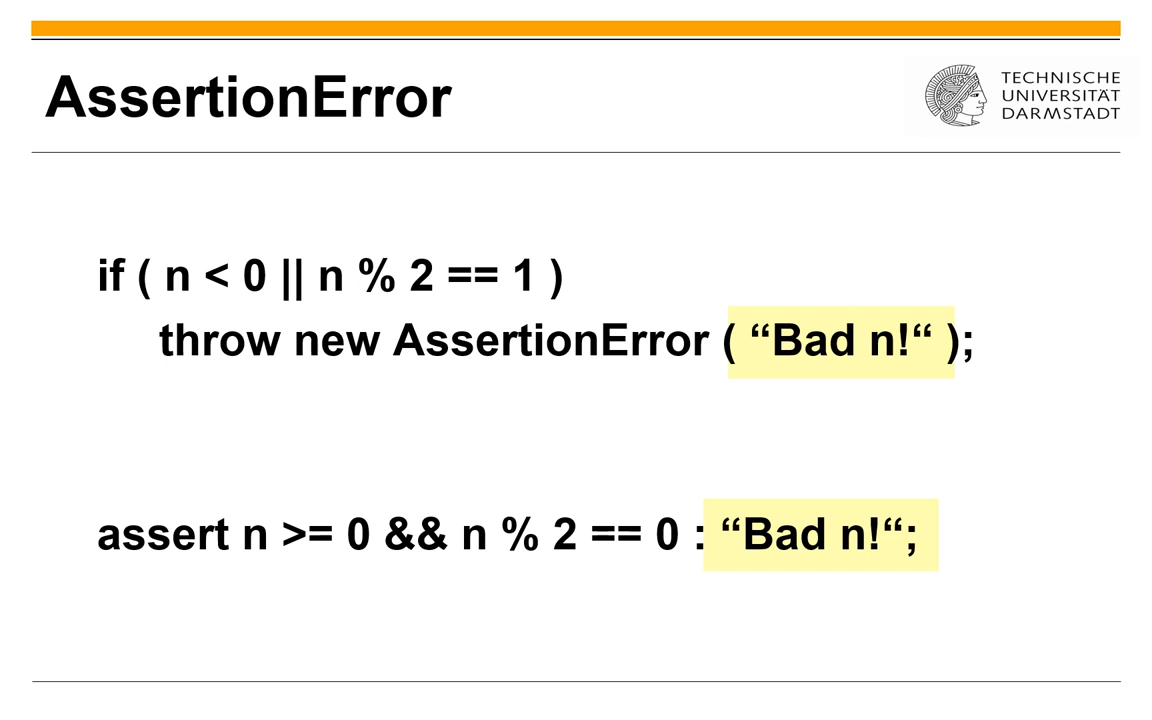 AssertionError
TECHNISCHE
UNIVERSITÄT
DARMSTADT
if ( n < 0 || n % 2 == 1 )
throw new AssertionError ( “Bad n!“ );
assert n >= 0 && n % 2 == 0 : “Bad n!“;